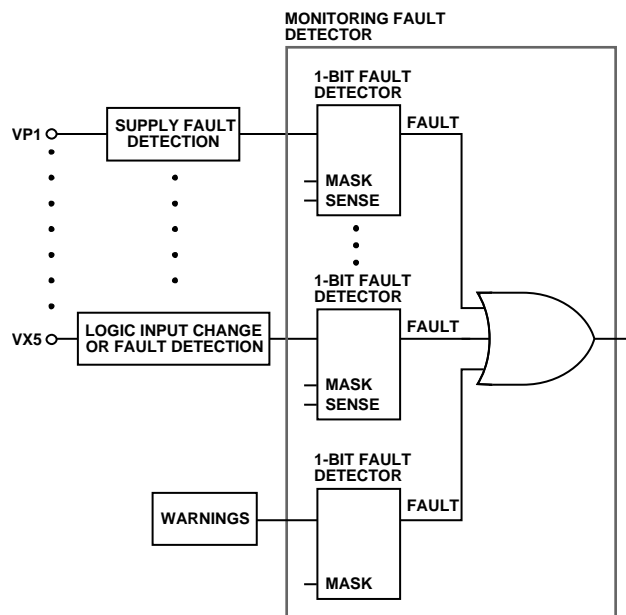 MONITORING FAULT
DETECTOR
1-BIT FAULT
DETECTOR
FAULT
VP1
SUPPLY FAULT
DETECTION
MASK
SENSE
1-BIT FAULT
DETECTOR
FAULT
VX5
LOGIC INPUT CHANGE
OR FAULT DETECTION
MASK
SENSE
1-BIT FAULT
DETECTOR
FAULT
WARNINGS
MASK